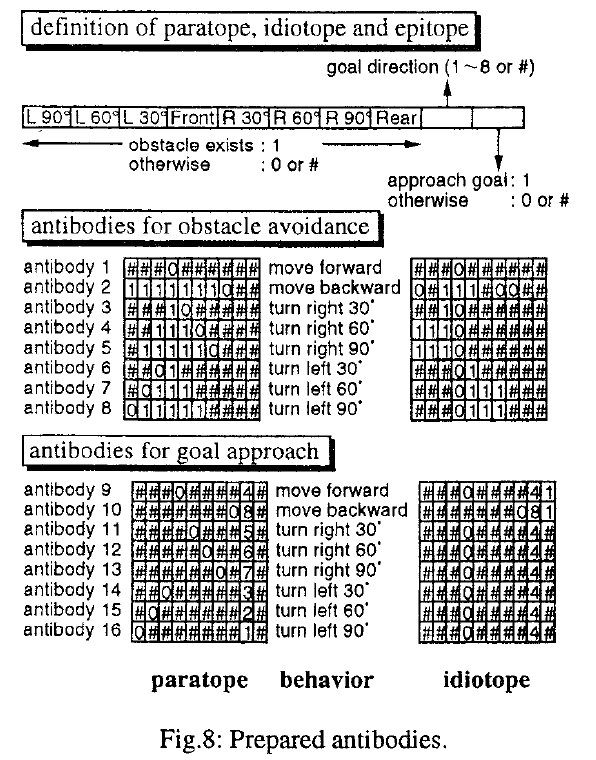 definition of paratope, idiotope and epitope
goal direction (1~8 or #)
L 90° L 60° L 30° Front R 30° R 60° R 90° Rear
obstacle exists : 1
otherwise : 0 or #
approach goal : 1
otherwise : 0 or #
antibodies for obstacle avoidance
antibody 1 ###0###### move forward ###0######
antibody 2 11111110## move backward 0#111#00##
antibody 3 ###10##### turn right 30° ##10######
antibody 4 ##1110#### turn right 60° 1110######
antibody 5 #111110### turn right 90° 1110######
antibody 6 ##01###### turn left 30° ###01#####
antibody 7 #0111##### turn left 60° ###0111###
antibody 8 011111#### turn left 90° ###0111###
antibodies for goal approach
antibody 9 ###0####4# move forward ###0####41
antibody 10 #######08# move backward #######081
antibody 11 ####0###5# turn right 30° ###0####4#
antibody 12 #####0##6# turn right 60° ###0####4#
antibody 13 ######0#7# turn right 90° ###0####4#
antibody 14 ##0#####3# turn left 30° ###0####4#
antibody 15 #0######2# turn left 60° ###0####4#
antibody 16 0#######1# turn left 90° ###0####4#
paratope behavior idiotope
Fig.8: Prepared antibodies.